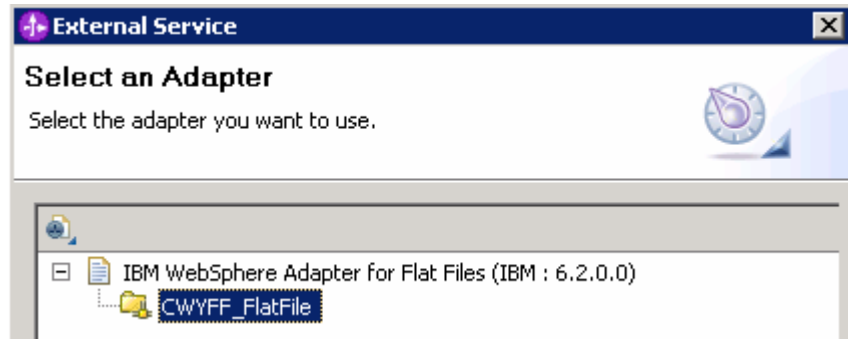 External Service
Select an Adapter
Select the adapter you want to use.
IBM WebSphere Adapter for Flat Files (IBM : 6.2.0.0)
CWYFF_FlatFile